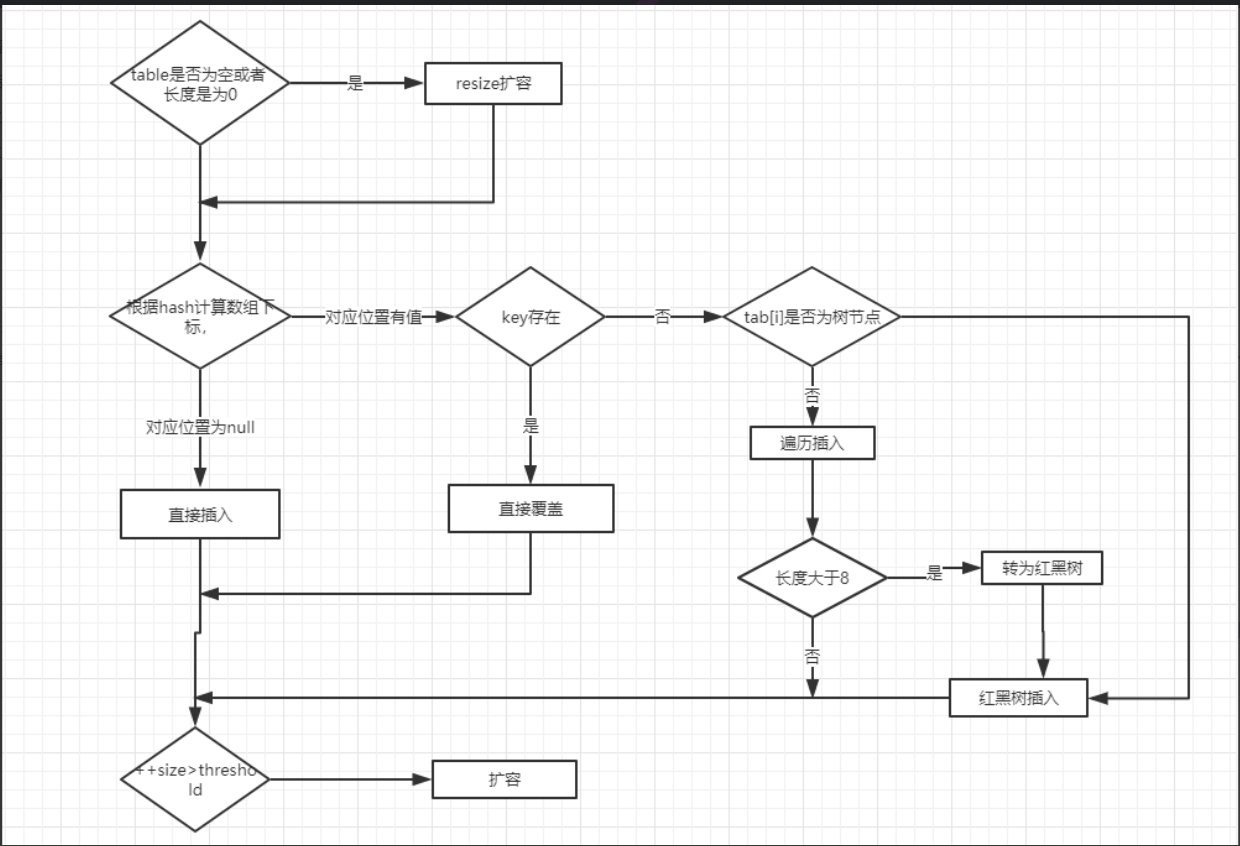 table是否为空或者
长度是为0
是
resize扩容
根据hash计算数组下
标，
对应位置有值
key存在
否
tab[i]是否为树节点
对应位置为null
是
否
遍历插入
直接插入
直接覆盖
长度大于8
是
转为红黑树
否
红黑树插入
++size>thresho
ld
扩容